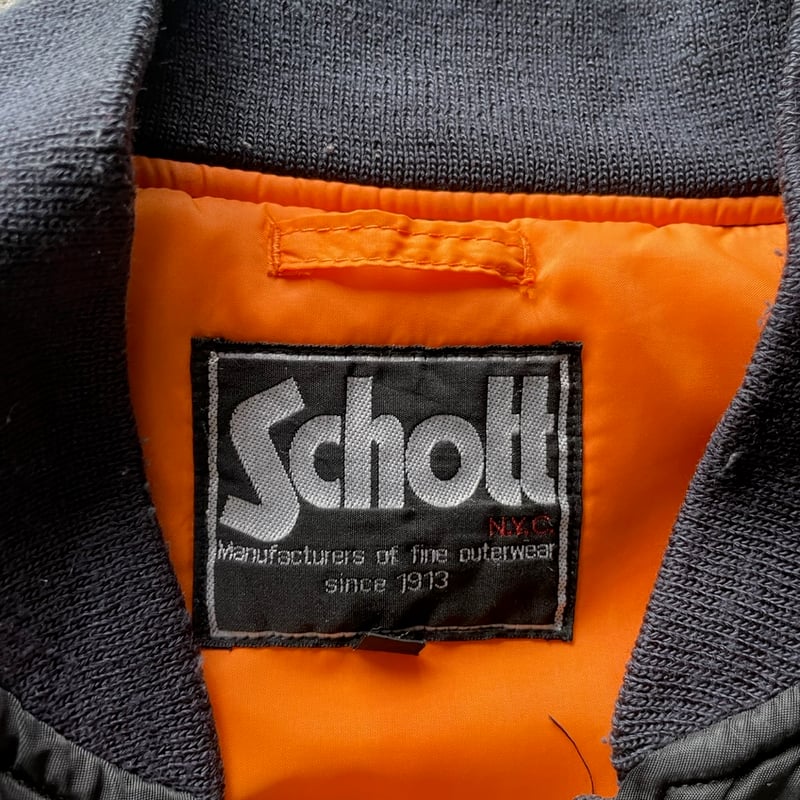 Schott
N.Y.C.
Manufacturers of fine outerwear
since 1913